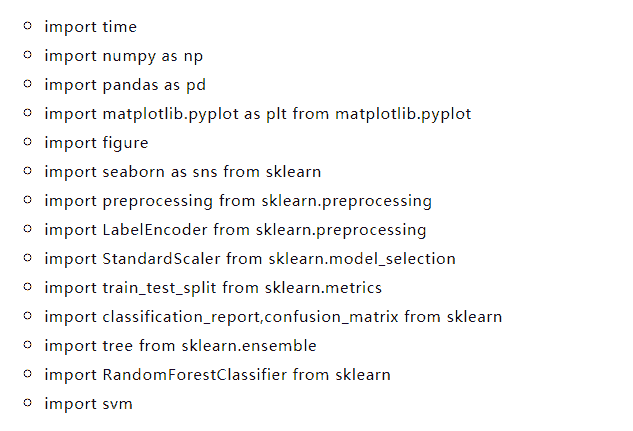 import time
import numpy as np
import pandas as pd
import matplotlib.pyplot as plt from matplotlib.pyplot
import figure
import seaborn as sns from sklearn
import preprocessing from sklearn.preprocessing
import LabelEncoder from sklearn.preprocessing
import StandardScaler from sklearn.model_selection
import train_test_split from sklearn.metrics
import classification_report,confusion_matrix from sklearn
import tree from sklearn.ensemble
import RandomForestClassifier from sklearn
import svm